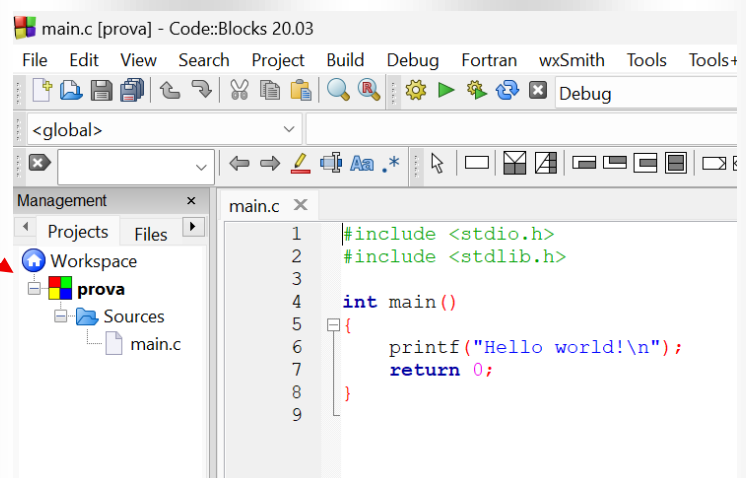 main.c [prova] - Code::Blocks 20.03
File Edit View Search Project Build Debug Fortran wxSmith Tools Tools+
Debug
<global>
Aa .*
Management ×
Projects Files
Workspace
prova
Sources
main.c
main.c ×
1 #include <stdio.h>
2 #include <stdlib.h>
3
4 int main()
5 {
6 printf("Hello world!\n");
7 return 0;
8 }
9